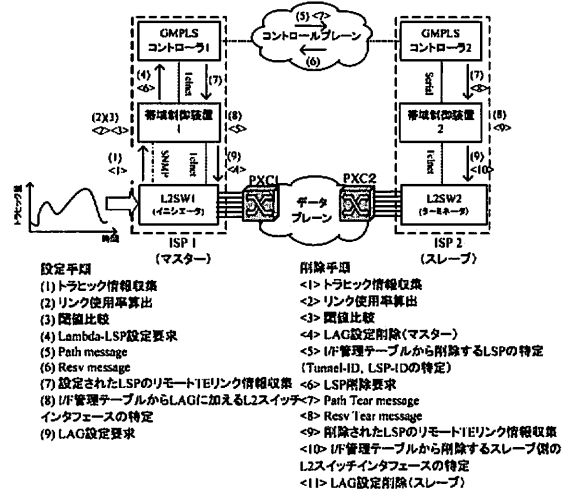 (5) <7>
GMPLS
コントローラ1
コントロールプレーン
(6)
GMPLS
コントローラ2
(4)
<6>
Telnet
(7)
Serial
(7)
<8>
(2)(3)
<2> <3>
帯域制御装置
1
(8)
<5>
帯域制御装置
2
(8)
<9>
(1)
<1>
SNMP
Telnet
(9)
<4>
Telnet
(9)
<10>
トラヒック量
時間
L2SW1
(イニシエータ)
PXC1
データ
プレーン
PXC2
L2SW2
(ターミネータ)
ISP 1
(マスター)
ISP 2
(スレーブ)
設定手順
(1) トラヒック情報収集
(2) リンク使用率算出
(3) 閾値比較
(4) Lambda-LSP設定要求
(5) Path message
(6) Resv message
(7) 設定されたLSPのリモートTEリンク情報収集
(8) I/F管理テーブルからLAGに加えるL2スイッチ
インタフェースの特定
(9) LAG設定要求
削除手順
<1> トラヒック情報収集
<2> リンク使用率算出
<3> 閾値比較
<4> LAG設定削除(マスター)
<5> I/F管理テーブルから削除するLSPの特定
(Tunnel-ID, LSP-IDの特定)
<6> LSP削除要求
<7> Path Tear message
<8> Resv Tear message
<9> 削除されたLSPのリモートTEリンク情報収集
<10> I/F管理テーブルから削除するスレーブ側の
L2スイッチインタフェースの特定
<11> LAG設定削除(スレーブ)